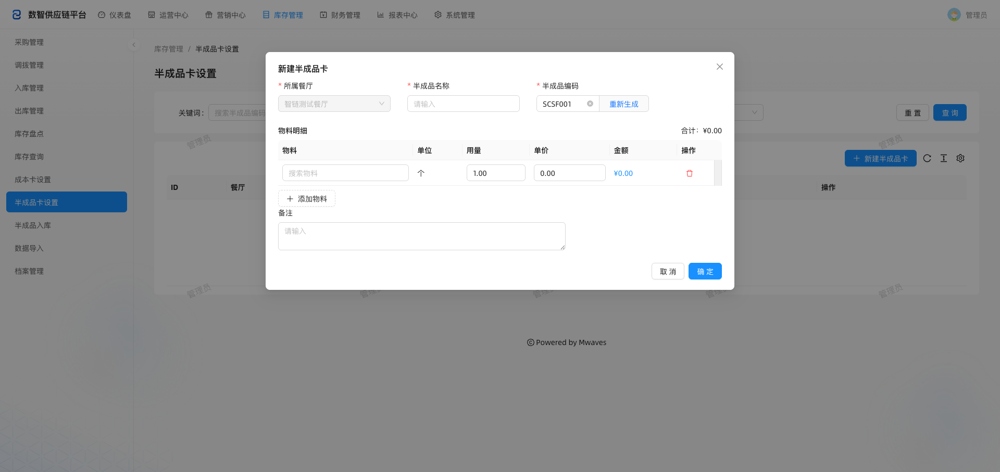 数智供应链平台 仪表盘 运营中心 营销中心 库存管理 财务管理 报表中心 系统管理 管理员
采购管理
调拨管理
入库管理
出库管理
库存盘点
库存查询
成本卡设置
半成品卡设置
半成品入库
数据导入
档案管理
库存管理 / 半成品卡设置
半成品卡设置
关键词: 搜索半成品编码
重 置 查 询
新建半成品卡
ID 餐厅 操作
新建半成品卡
* 所属餐厅 * 半成品名称 * 半成品编码
智链测试餐厅 请输入 SCSF001 重新生成
物料明细 合计: ¥0.00
物料 单位 用量 单价 金额 操作
搜索物料 个 1.00 0.00 ¥0.00
添加物料
备注
请输入
取 消 确 定
管理员 管理员
管理员 管理员 管理员 管理员 管理员
© Powered by Mwaves